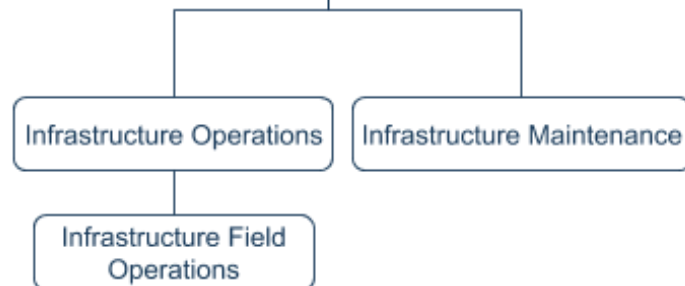 Infrastructure Operations
Infrastructure Maintenance
Infrastructure Field
Operations